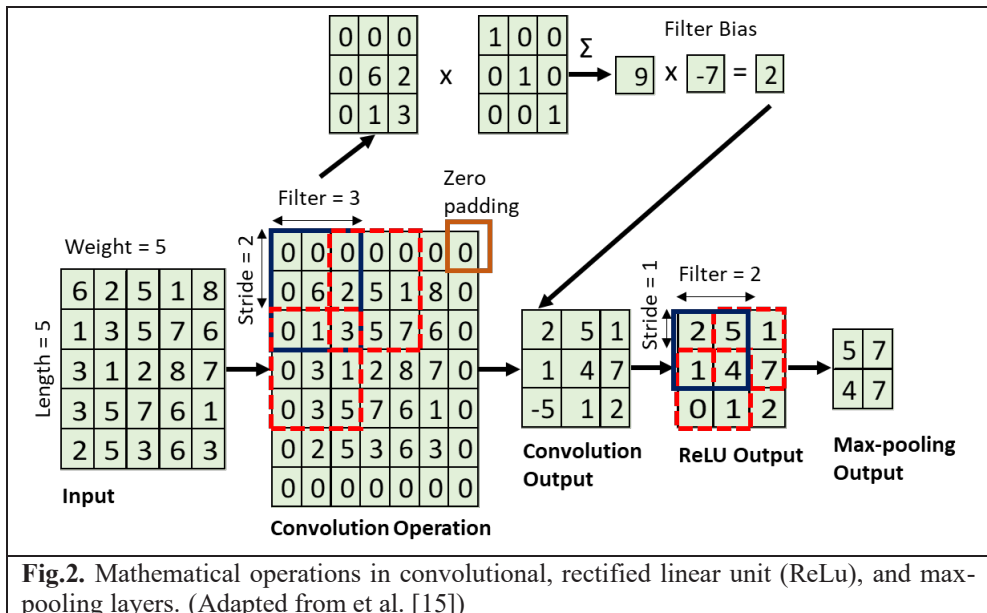 0 0 0
0 6 2
0 1 3
x
1 0 0
0 1 0
0 0 1
Σ
Filter Bias
9 x -7 = 2
Filter = 3
Zero
padding
Stride = 2
Weight = 5
Length = 5
6 2 5 1 8
1 3 5 7 6
3 1 2 8 7
3 5 7 6 1
2 5 3 6 3
Input
0 0 0 0 0 0 0
0 6 2 5 1 8 0
0 1 3 5 7 6 0
0 3 1 2 8 7 0
0 3 5 7 6 1 0
0 2 5 3 6 3 0
0 0 0 0 0 0 0
Convolution Operation
2 5 1
1 4 7
-5 1 2
Convolution
Output
Stride = 1
Filter = 2
2 5 1
1 4 7
0 1 2
ReLU Output
5 7
4 7
Max-pooling
Output
Fig.2. Mathematical operations in convolutional, rectified linear unit (ReLu), and max-
pooling layers. (Adapted from et al. [15])